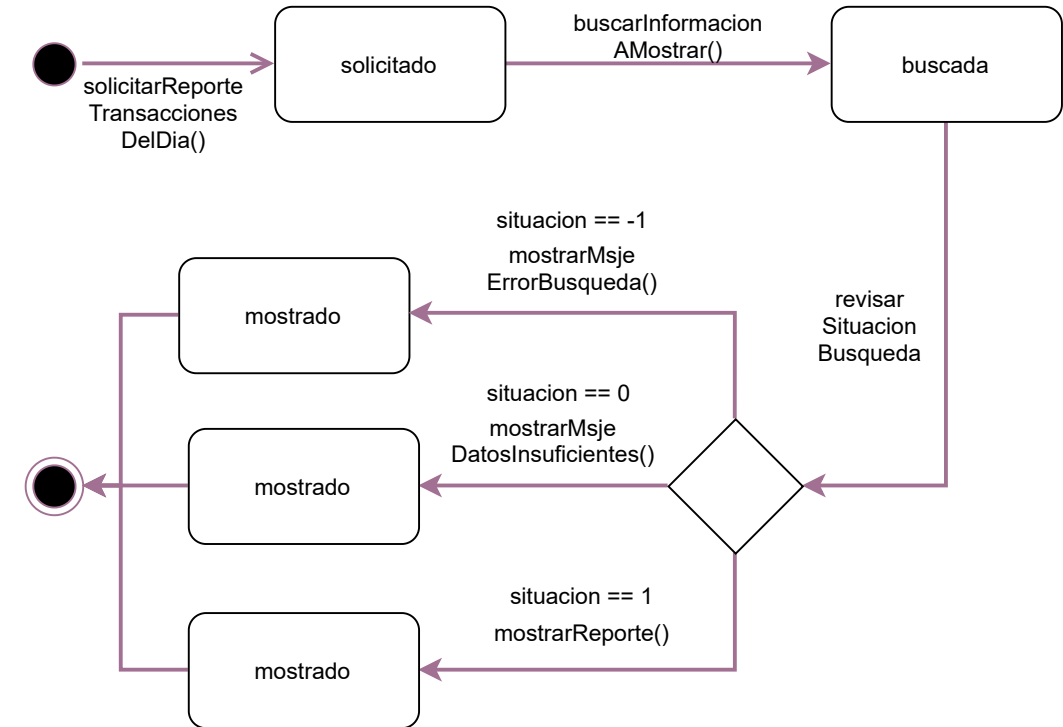 solicitarReporte
Transacciones
DelDia()
solicitado
buscarInformacion
AMostrar()
buscada
revisar
Situacion
Busqueda
situacion == -1
mostrarMsje
ErrorBusqueda()
mostrado
situacion == 0
mostrarMsje
DatosInsuficientes()
mostrado
situacion == 1
mostrarReporte()
mostrado